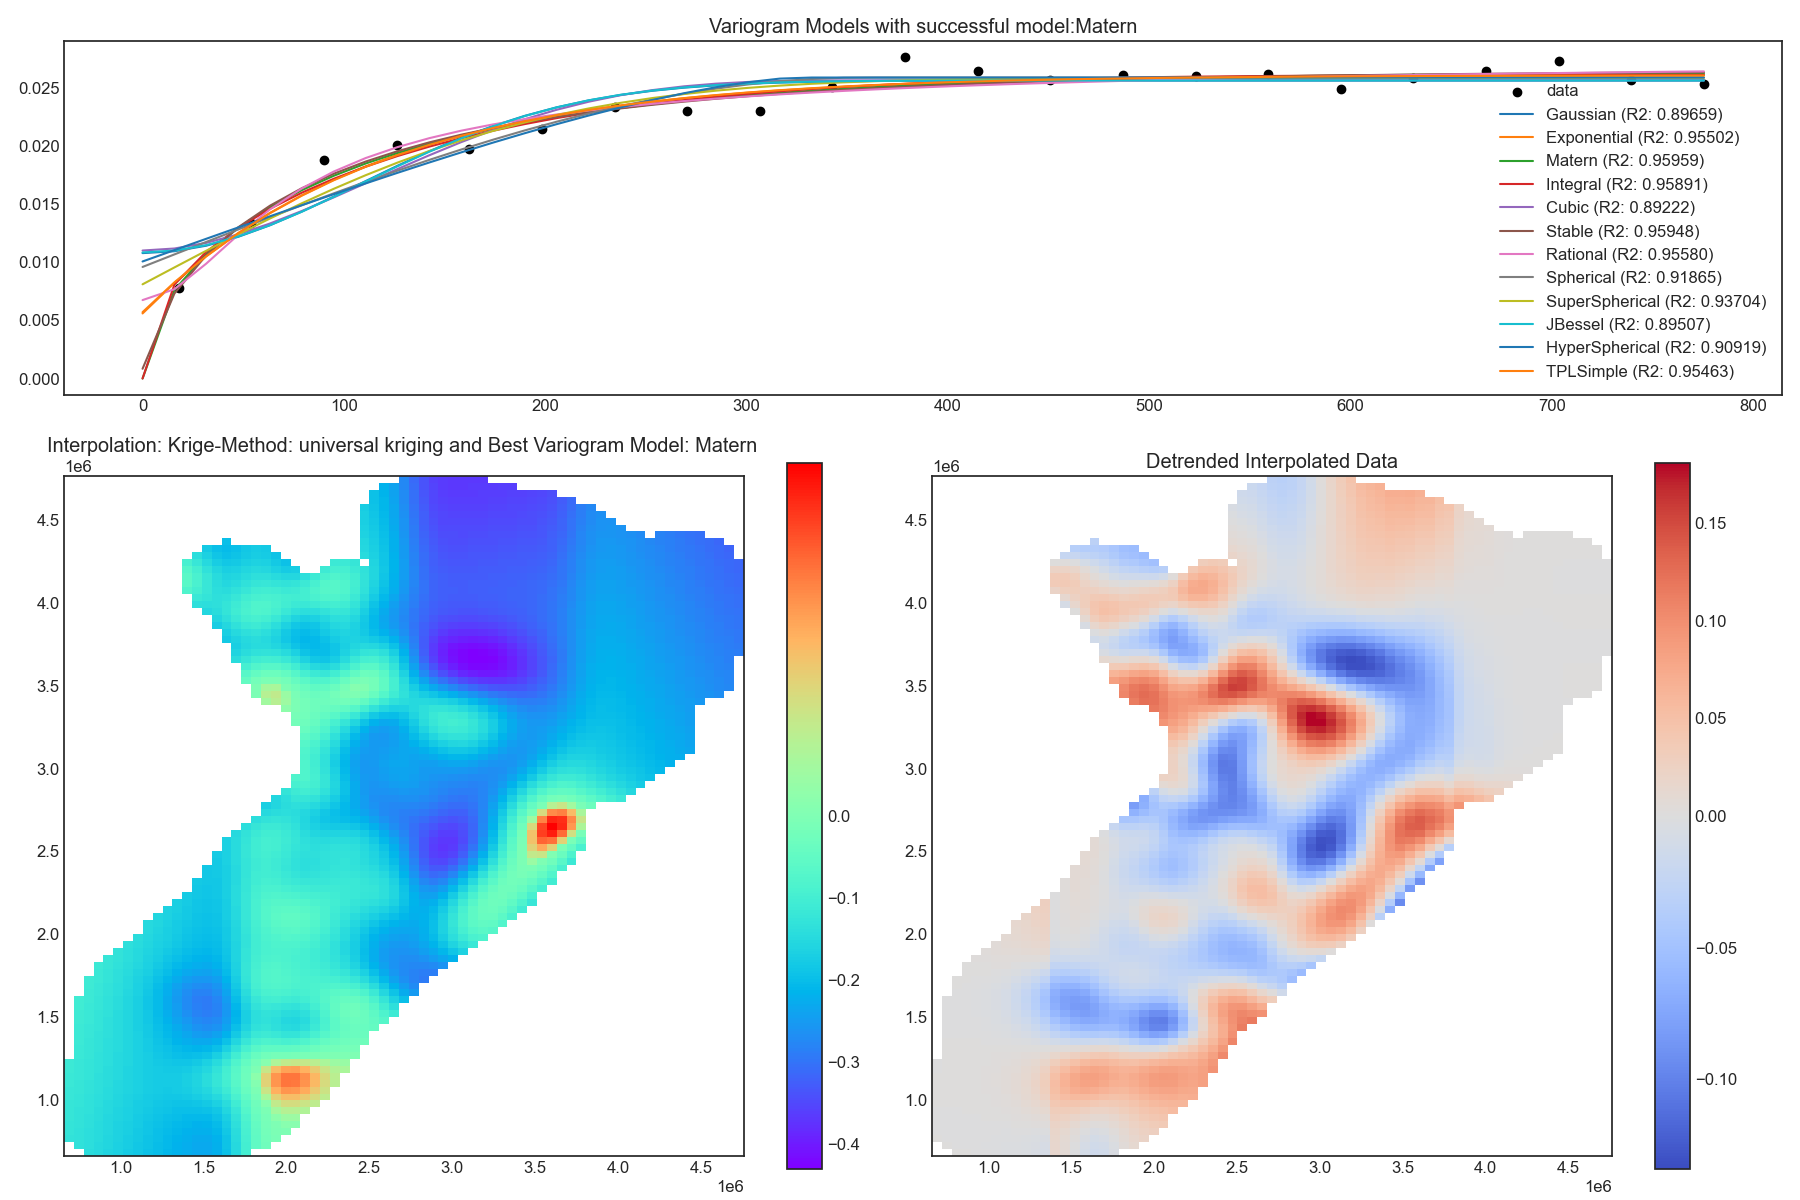 Variogram Models with successful model:Matern
0.025
0.020
0.015
0.010
0.005
0.000
data
Gaussian (R2: 0.89659)
Exponential (R2: 0.95502)
Matern (R2: 0.95959)
Integral (R2: 0.95891)
Cubic (R2: 0.89222)
Stable (R2: 0.95948)
Rational (R2: 0.95580)
Spherical (R2: 0.91865)
SuperSpherical (R2: 0.93704)
JBessel (R2: 0.89507)
HyperSpherical (R2: 0.90919)
TPLSimple (R2: 0.95463)
0 100 200 300 400 500 600 700 800
Interpolation: Krige-Method: universal kriging and Best Variogram Model: Matern
1e6
4.5
4.0
3.5
3.0
2.5
2.0
1.5
1.0
1.0 1.5 2.0 2.5 3.0 3.5 4.0 4.5
1e6
0.0
−0.1
−0.2
−0.3
−0.4
Detrended Interpolated Data
1e6
4.5
4.0
3.5
3.0
2.5
2.0
1.5
1.0
1.0 1.5 2.0 2.5 3.0 3.5 4.0 4.5
1e6
0.15
0.10
0.05
0.00
−0.05
−0.10